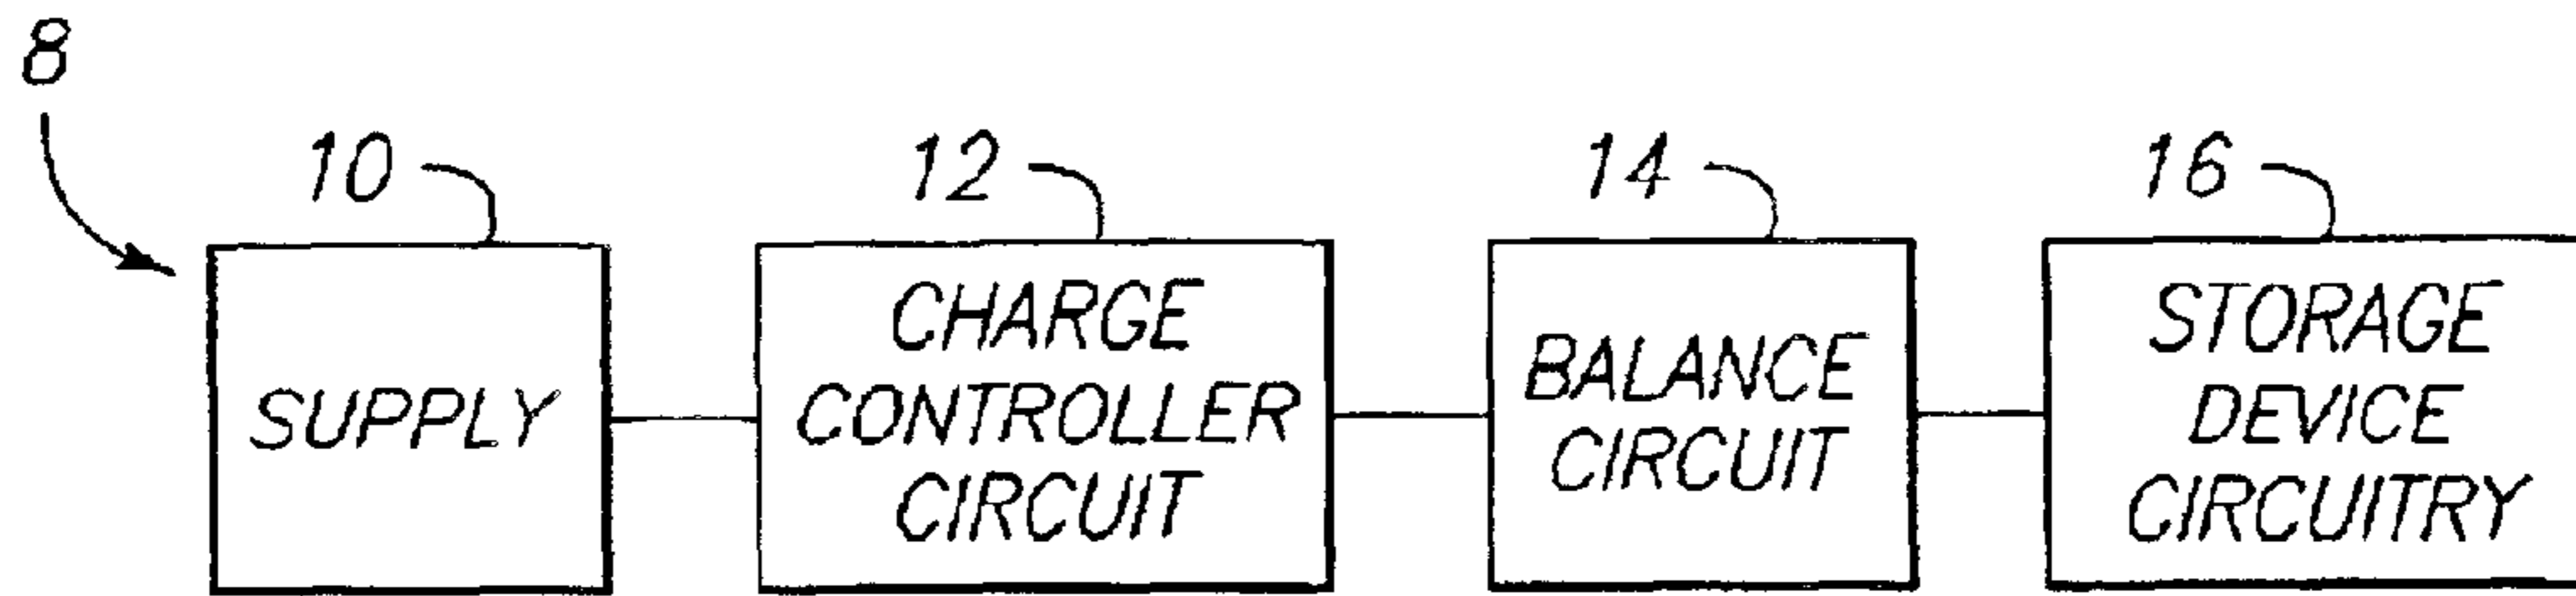 8
10
12
14
16
SUPPLY
CHARGE
CONTROLLER
CIRCUIT
BALANCE
CIRCUIT
STORAGE
DEVICE
CIRCUITRY